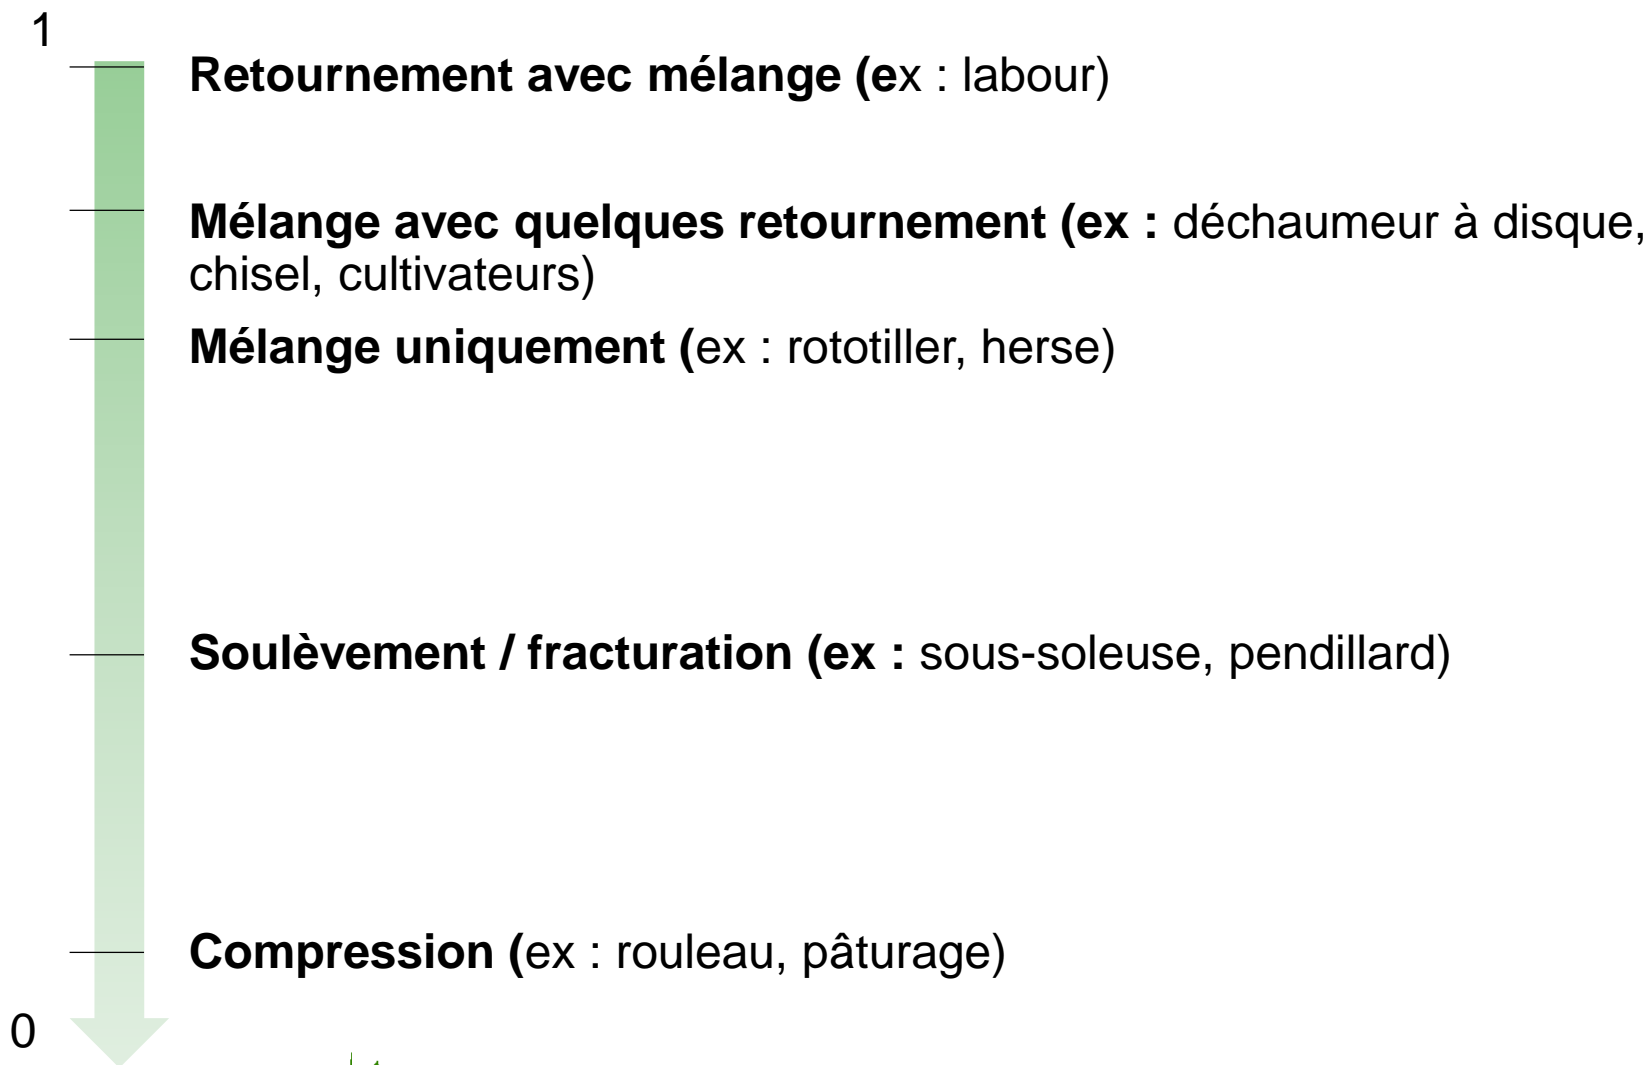 1
Retournement avec mélange (ex : labour)
Mélange avec quelques retournement (ex : déchaumeur à disque,
chisel, cultivateurs)
Mélange uniquement (ex : rototiller, herse)
Soulèvement / fracturation (ex : sous-soleuse, pendillard)
Compression (ex : rouleau, pâturage)
0